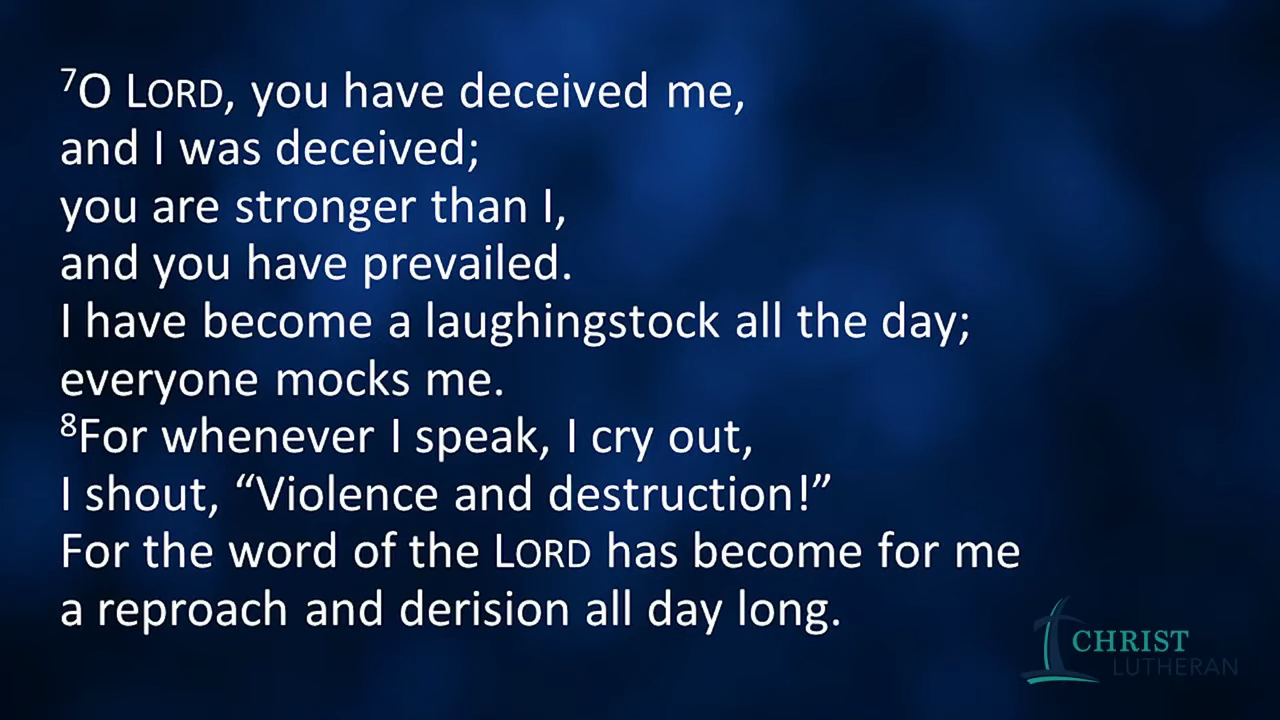 7O LORD, you have deceived me,
and I was deceived;
you are stronger than I,
and you have prevailed.
I have become a laughingstock all the day;
everyone mocks me.
8For whenever I speak, I cry out,
I shout, “Violence and destruction!”
For the word of the LORD has become for me
a reproach and derision all day long.
CHRIST
LUTHERAN